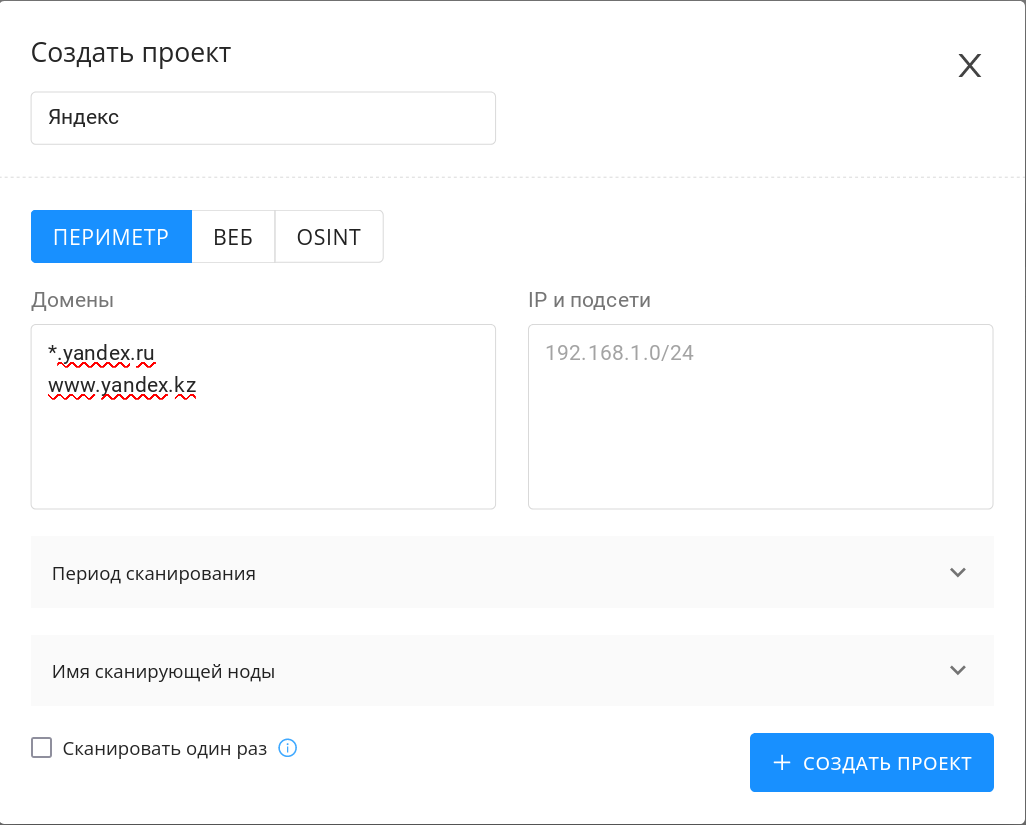 Создать проект
X
Яндекс
ПЕРИМЕТР ВЕБ OSINT
Домены
*.yandex.ru
www.yandex.kz
IP и подсети
192.168.1.0/24
Период сканирования
Имя сканирующей ноды
Сканировать один раз
+ СОЗДАТЬ ПРОЕКТ